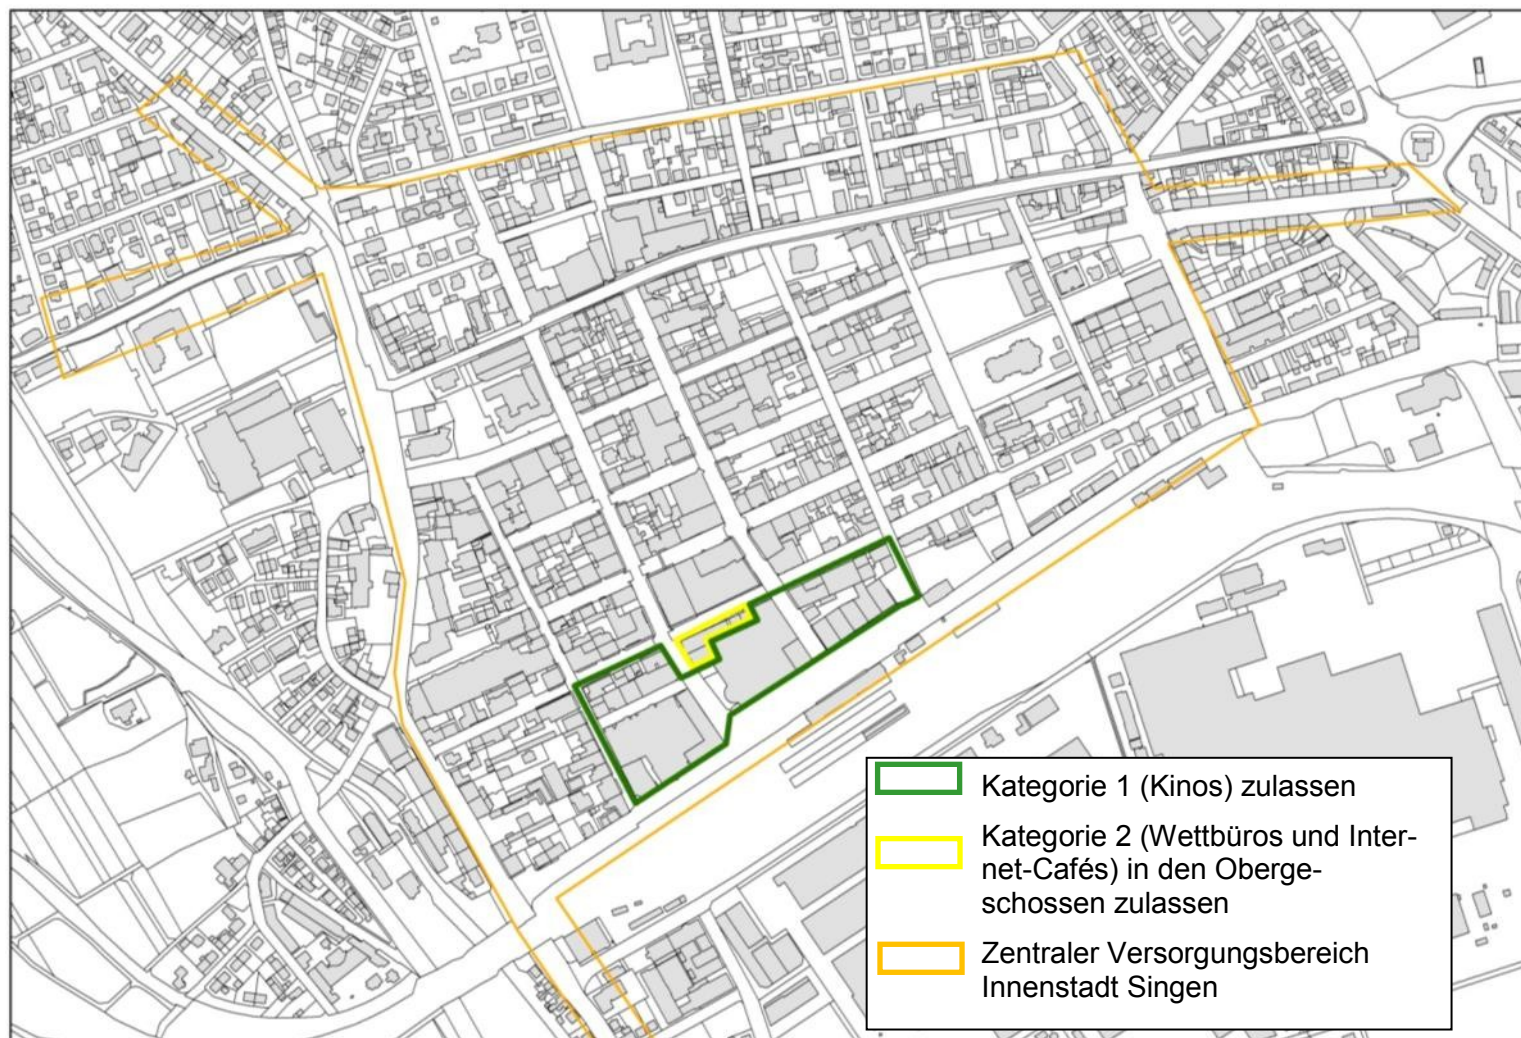 Kategorie 1 (Kinos) zulassen
Kategorie 2 (Wettbüros und Inter-
net-Cafés) in den Oberge-
schossen zulassen
Zentraler Versorgungsbereich
Innenstadt Singen